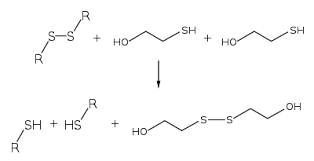 R S–S R + HO SH + HO SH
R SH + HS R + HO S–S OH